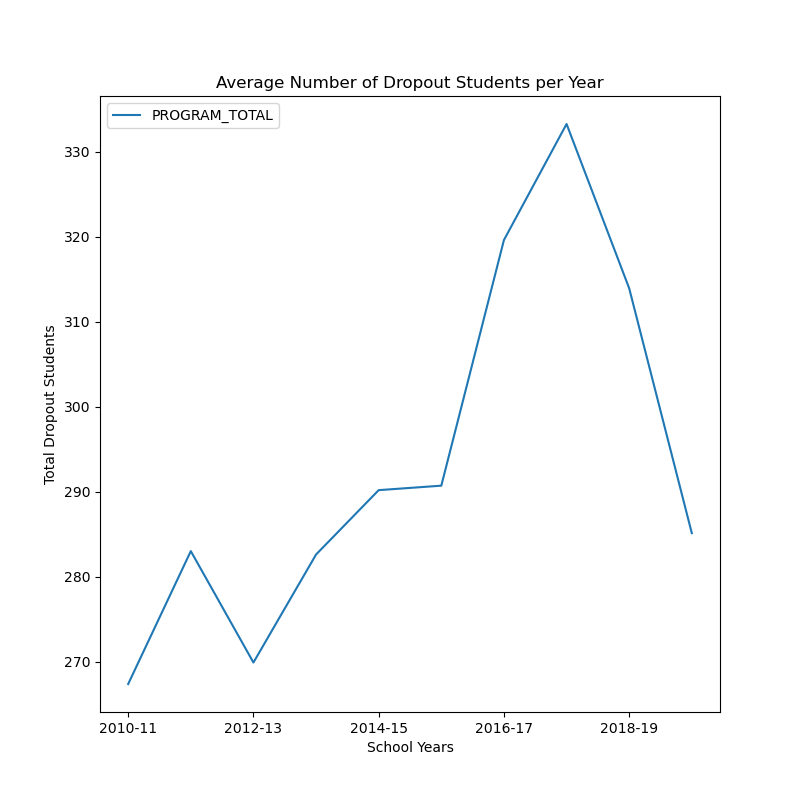 Average Number of Dropout Students per Year
PROGRAM_TOTAL
330
320
310
300
290
280
270
Total Dropout Students
2010-11 2012-13 2014-15 2016-17 2018-19
School Years